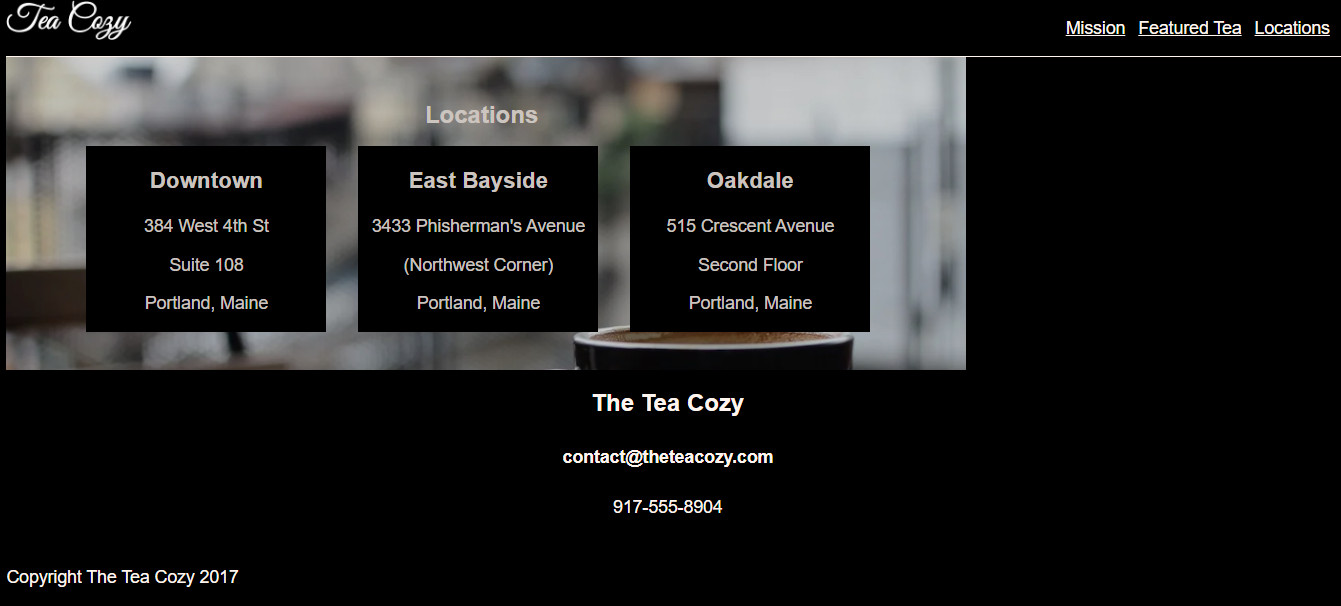 Tea Cozy
Mission Featured Tea Locations
Locations
Downtown
384 West 4th St
Suite 108
Portland, Maine
East Bayside
3433 Phisherman's Avenue
(Northwest Corner)
Portland, Maine
Oakdale
515 Crescent Avenue
Second Floor
Portland, Maine
The Tea Cozy
contact@theteacozy.com
917-555-8904
Copyright The Tea Cozy 2017